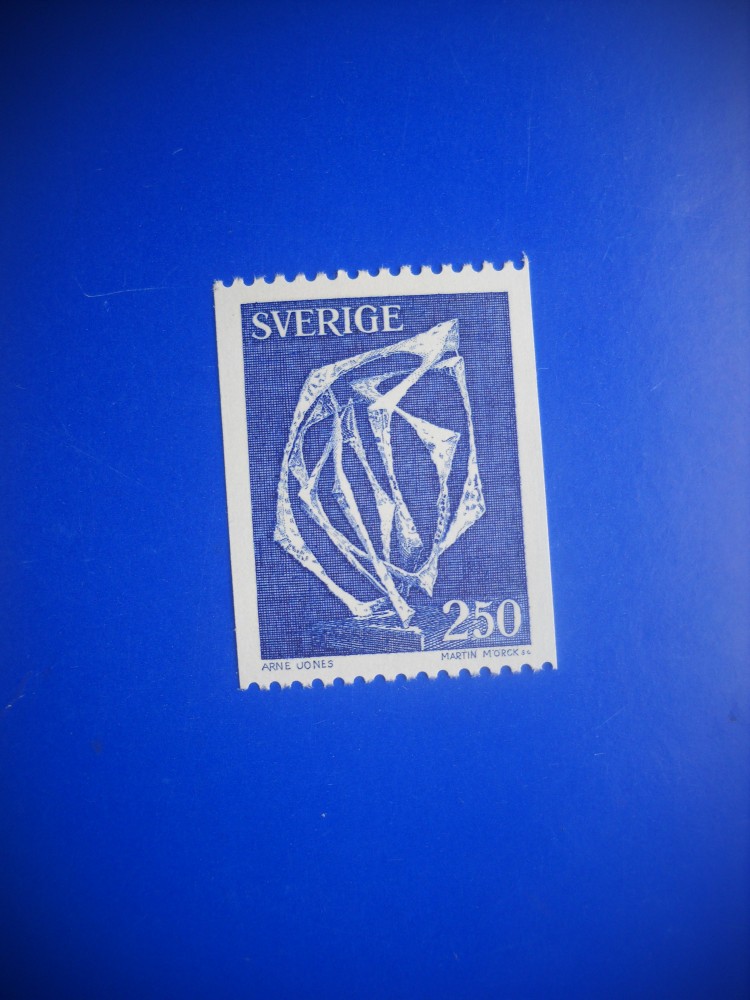 SVERIGE
250
ARNE JONES
MARTIN MÖRCK SC